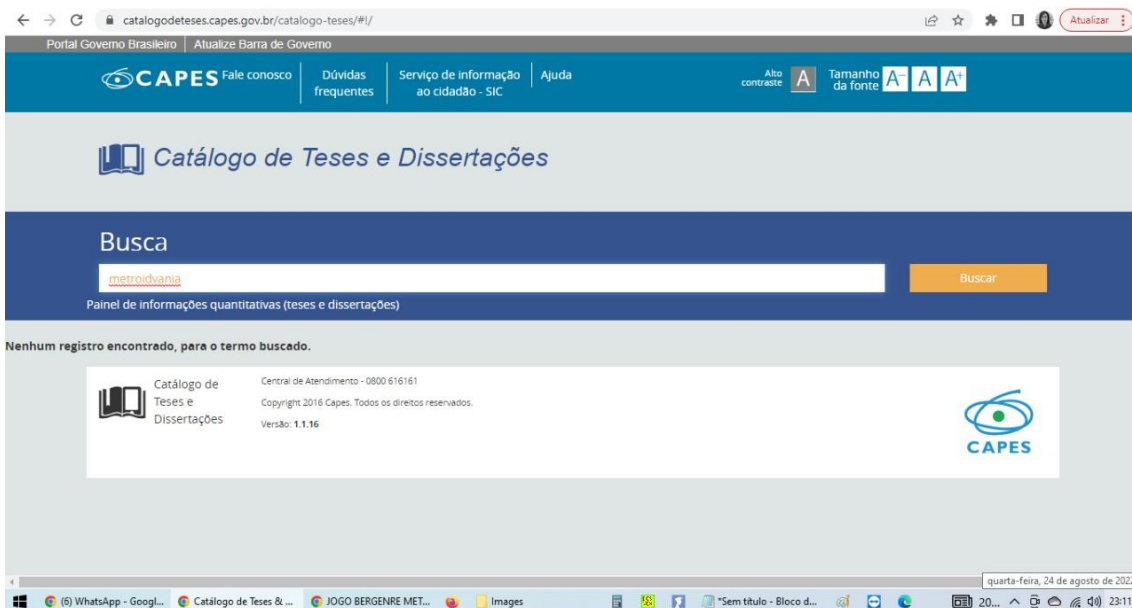 catalogodeteses.capes.gov.br/catalogo-teses/#!/
Atualizar
Portal Governo Brasileiro
Atualize Barra de Governo
CAPES
Fale conosco
Dúvidas
frequentes
Serviço de informação
ao cidadão - SIC
Ajuda
Alto
contraste
A
Tamanho
da fonte
A-
A
A+
Catálogo de Teses e Dissertações
Busca
metroidvania
Buscar
Painel de informações quantitativas (teses e dissertações)
Nenhum registro encontrado, para o termo buscado.
Catálogo de
Teses e
Dissertações
Central de Atendimento - 0800 616161
Copyright 2016 Capes. Todos os direitos reservados.
Versão: 1.1.16
CAPES
quarta-feira, 24 de agosto de 2022
(6) WhatsApp - Googl...
Catálogo de Teses & ...
JOGO BERGENRE MET...
Images
*Sem título - Bloco d...
20...
23:11